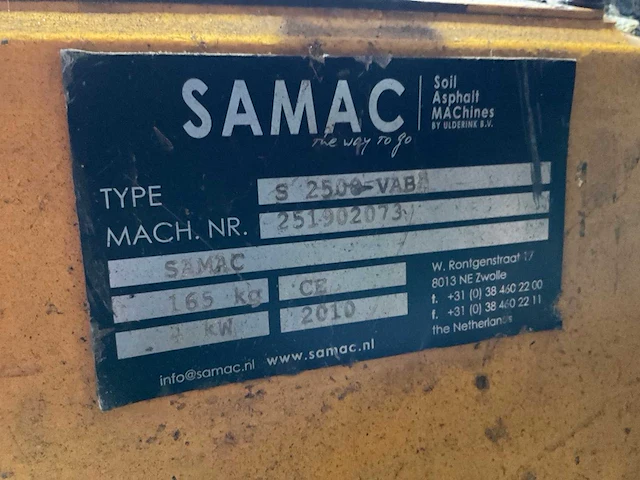 SAMAC
Soil
Asphalt
MAChines
BY ULDERINK B.V.
the way to go
TYPE S 2500-VAB
MACH. NR. 251902073
SAMAC
165 kg CE
kW 2010
W. Rontgenstraat 17
8013 NE Zwolle
t. +31 (0) 38 460 22 00
f. +31 (0) 38 460 22 11
the Netherlands
info@samac.nl www.samac.nl